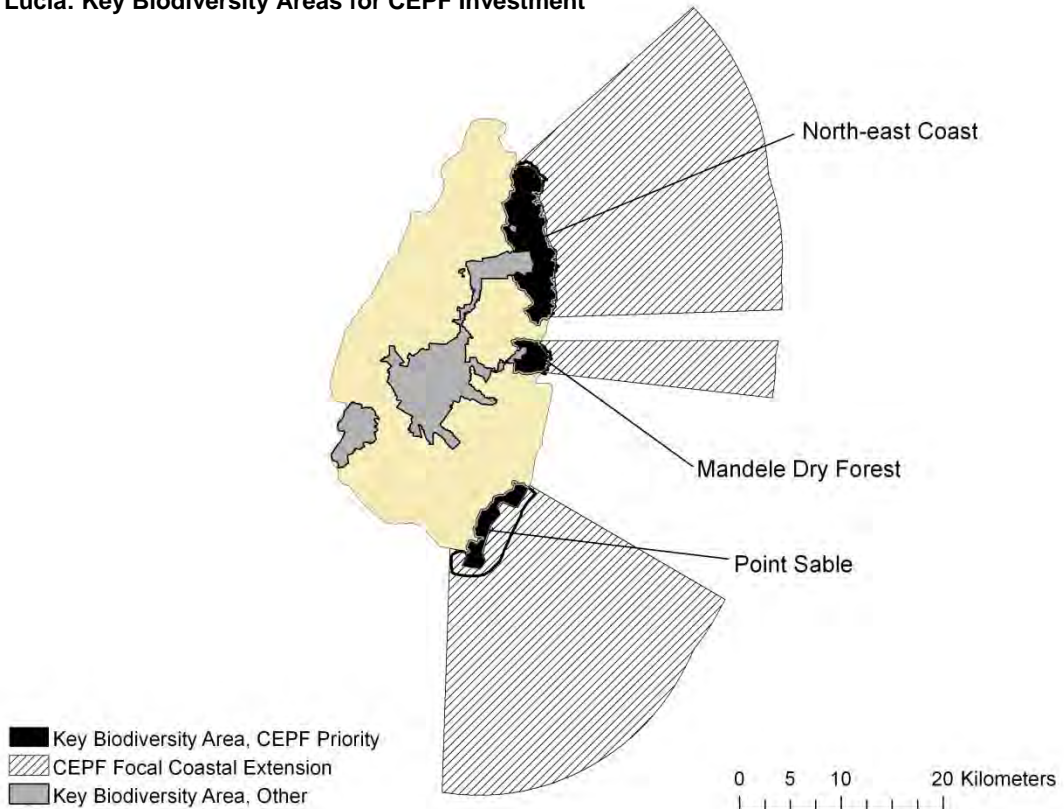 Lucia: Key Biodiversity Areas for CEPF Investment
North-east Coast
Mandele Dry Forest
Point Sable
Key Biodiversity Area, CEPF Priority
CEPF Focal Coastal Extension
Key Biodiversity Area, Other
0 5 10 20 Kilometers